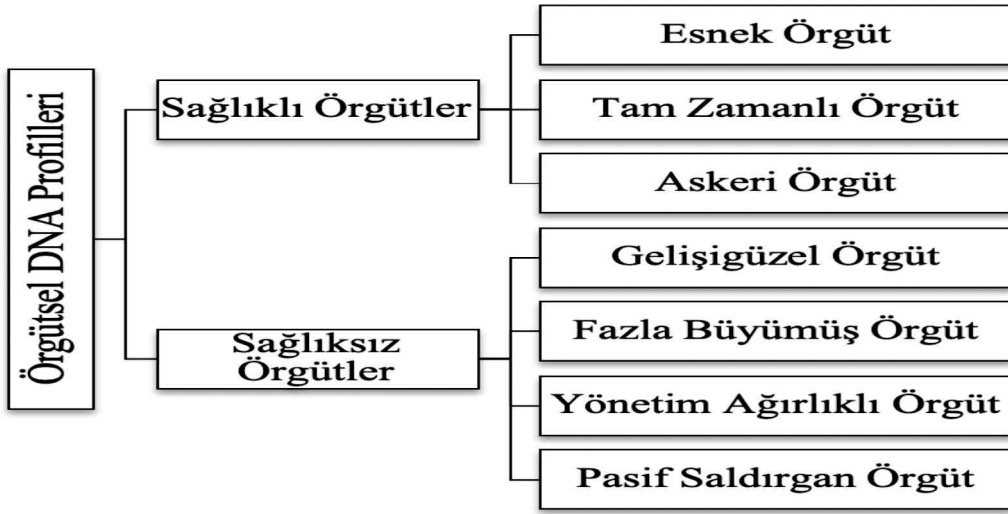 Örgütsel DNA Profilleri
Sağlıklı Örgütler
Esnek Örgüt
Tam Zamanlı Örgüt
Askeri Örgüt
Sağlıksız
Örgütler
Gelişigüzel Örgüt
Fazla Büyümüş Örgüt
Yönetim Ağırlıklı Örgüt
Pasif Saldırgan Örgüt